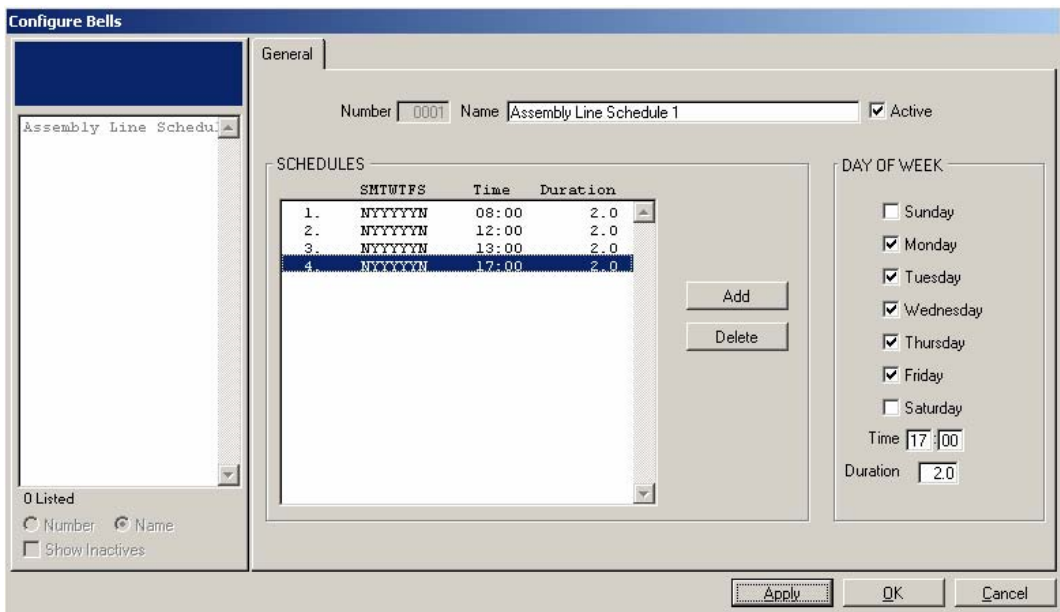 Configure Bells
General
Number 0001 Name Assembly Line Schedule 1 Active
Assembly Line Schedul
SCHEDULES
SMTWTFS Time Duration
1. NYYYYYN 08:00 2.0
2. NYYYYYN 12:00 2.0
3. NYYYYYN 13:00 2.0
4. NYYYYYN 17:00 2.0
Add
Delete
DAY OF WEEK
Sunday
Monday
Tuesday
Wednesday
Thursday
Friday
Saturday
Time 17:00
Duration 2.0
0 Listed
Number Name
Show Inactives
Apply OK Cancel